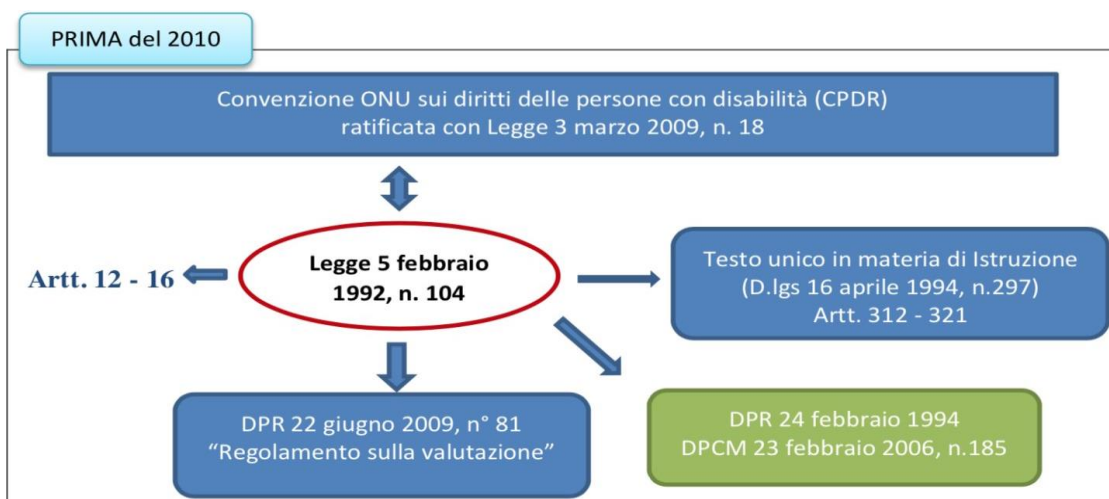 PRIMA del 2010
Convenzione ONU sui diritti delle persone con disabilità (CPDR)
ratificata con Legge 3 marzo 2009, n. 18
Artt. 12 - 16
Legge 5 febbraio
1992, n. 104
Testo unico in materia di Istruzione
(D.lgs 16 aprile 1994, n.297)
Artt. 312 - 321
DPR 22 giugno 2009, n° 81
“Regolamento sulla valutazione”
DPR 24 febbraio 1994
DPCM 23 febbraio 2006, n.185